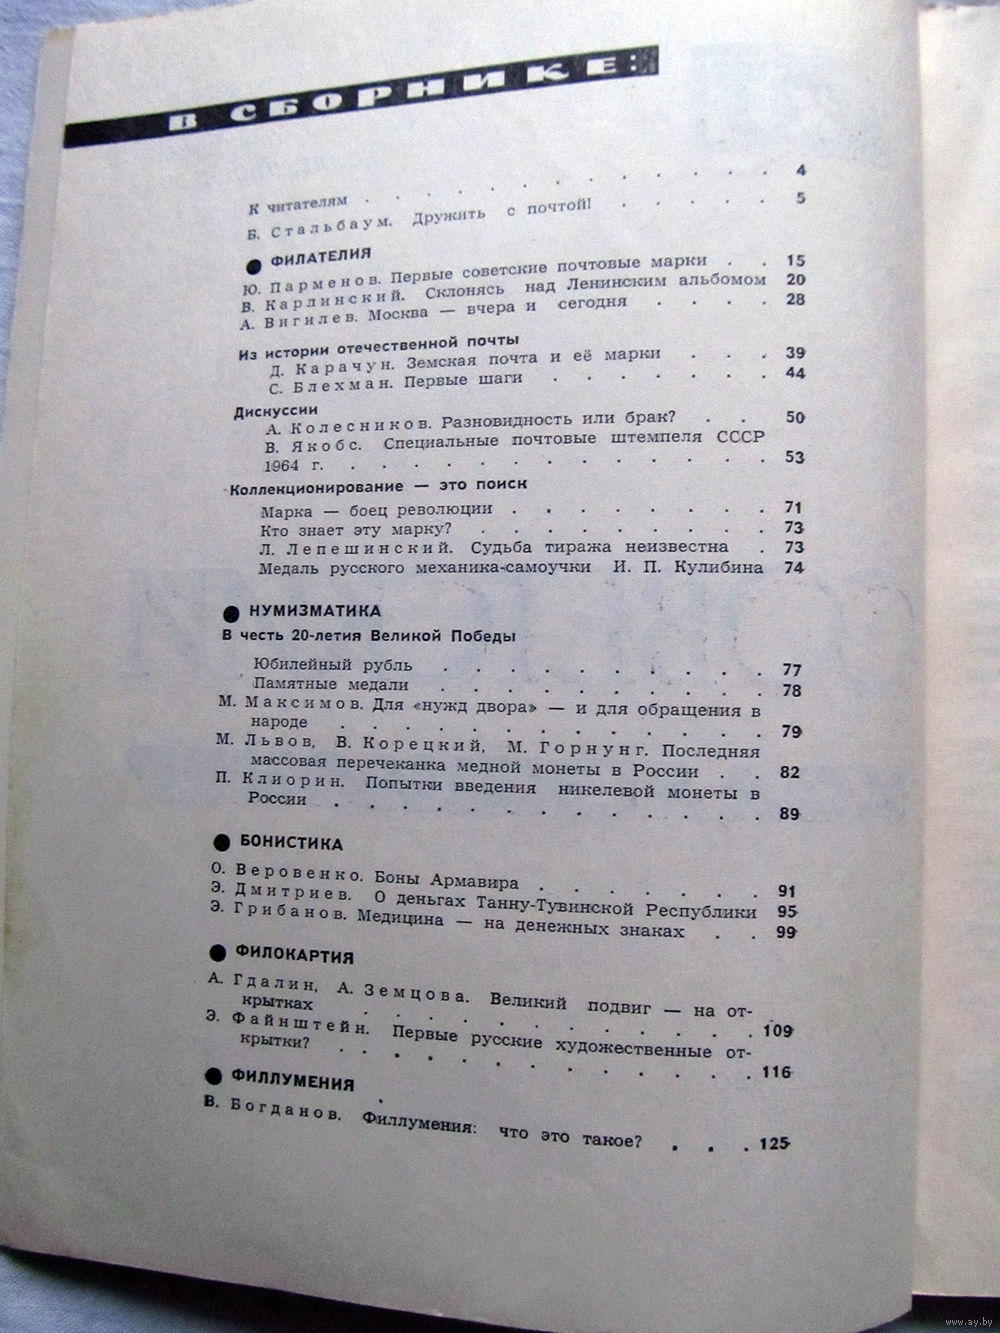 В СБОРНИКЕ:
К читателям . . . . . . . . . . . . 4
Б. Стальбаум. Дружить с почтой! . . . . . 5
● ФИЛАТЕЛИЯ
Ю. Парменов. Первые советские почтовые марки . . 15
В. Карлинский. Склонясь над Ленинским альбомом 20
А. Вигилев. Москва — вчера и сегодня . . . . 28
Из истории отечественной почты
Д. Карачун. Земская почта и её марки . . . 39
С. Блехман. Первые шаги . . . . . . . 44
Дискуссии
А. Колесников. Разновидность или брак? . . . 50
В. Якобс. Специальные почтовые штемпеля СССР
1964 г. . . . . . . . . . . . . . 53
Коллекционирование — это поиск
Марка — боец революции . . . . . . . . 71
Кто знает эту марку? . . . . . . . . . 73
Л. Лепешинский. Судьба тиража неизвестна . 73
Медаль русского механика-самоучки И. П. Кулибина 74
● НУМИЗМАТИКА
В честь 20-летия Великой Победы
Юбилейный рубль . . . . . . . . . . 77
Памятные медали . . . . . . . . . . 78
М. Максимов. Для «нужд двора» — и для обращения в
народе . . . . . . . . . . . . . 79
М. Львов, В. Корецкий, М. Горнунг. Последняя
массовая перечеканка медной монеты в России . . 82
П. Клиорин. Попытки введения никелевой монеты в
России . . . . . . . . . . . . . 89
● БОНИСТИКА
О. Веровенко. Боны Армавира . . . . . . . 91
Э. Дмитриев. О деньгах Танну-Тувинской Республики 95
Э. Грибанов. Медицина — на денежных знаках . . 99
● ФИЛОКАРТИЯ
А. Гдалин, А. Земцова. Великий подвиг — на от-
крытках . . . . . . . . . . . . . 109
Э. Файнштейн. Первые русские художественные от-
крытки? . . . . . . . . . . . . . 116
● ФИЛЛУМЕНИЯ
В. Богданов. Филлумения: что это такое? . . . 125
www.ay.by